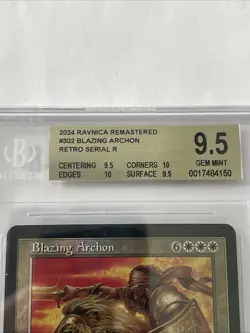 2024 RAVNICA REMASTERED
#302 BLAZING ARCHON
RETRO SERIAL R
CENTERING 9.5 CORNERS 10
EDGES 10 SURFACE 9.5
9.5
GEM MINT
0017484150
B
Blazing Archon 6